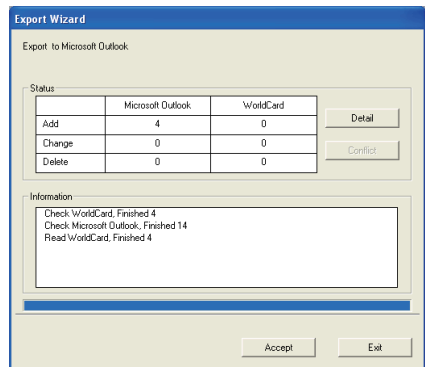 Export Wizard
Export to Microsoft Outlook
Status
Microsoft Outlook WorldCard
Add 4 0
Change 0 0
Delete 0 0
Detail
Conflict
Information
Check WorldCard, Finished 4
Check Microsoft Outlook, Finished 14
Read WorldCard, Finished 4
Accept Exit